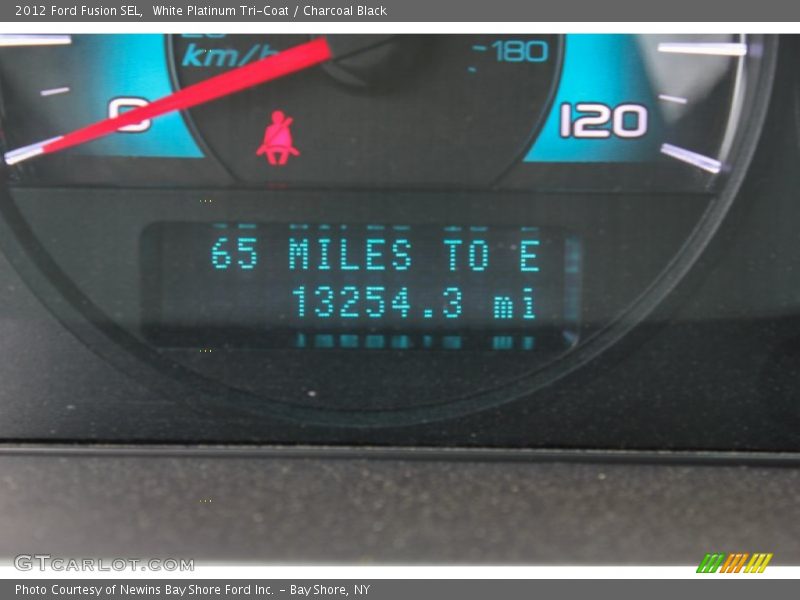 2012 Ford Fusion SEL,  White Platinum Tri-Coat / Charcoal Black
km/h
180
0
120
65 MILES TO E
13254.3 mi
GTCARLOT.COM
Photo Courtesy of Newins Bay Shore Ford Inc. - Bay Shore, NY